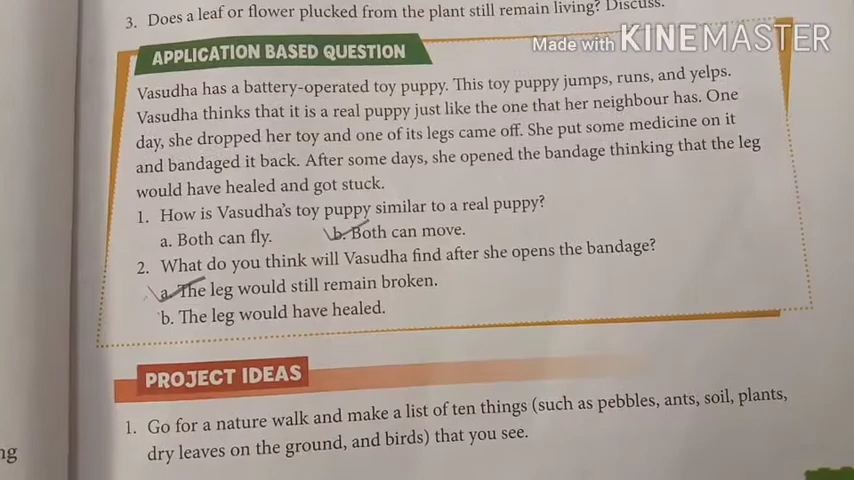 3. Does a leaf or flower plucked from the plant still remain living? Discuss.
Made with KINEMASTER
APPLICATION BASED QUESTION
Vasudha has a battery-operated toy puppy. This toy puppy jumps, runs, and yelps.
Vasudha thinks that it is a real puppy just like the one that her neighbour has. One
day, she dropped her toy and one of its legs came off. She put some medicine on it
and bandaged it back. After some days, she opened the bandage thinking that the leg
would have healed and got stuck.
1. How is Vasudha's toy puppy similar to a real puppy?
a. Both can fly. b. Both can move.
2. What do you think will Vasudha find after she opens the bandage?
a. The leg would still remain broken.
b. The leg would have healed.
PROJECT IDEAS
1. Go for a nature walk and make a list of ten things (such as pebbles, ants, soil, plants,
dry leaves on the ground, and birds) that you see.
ng